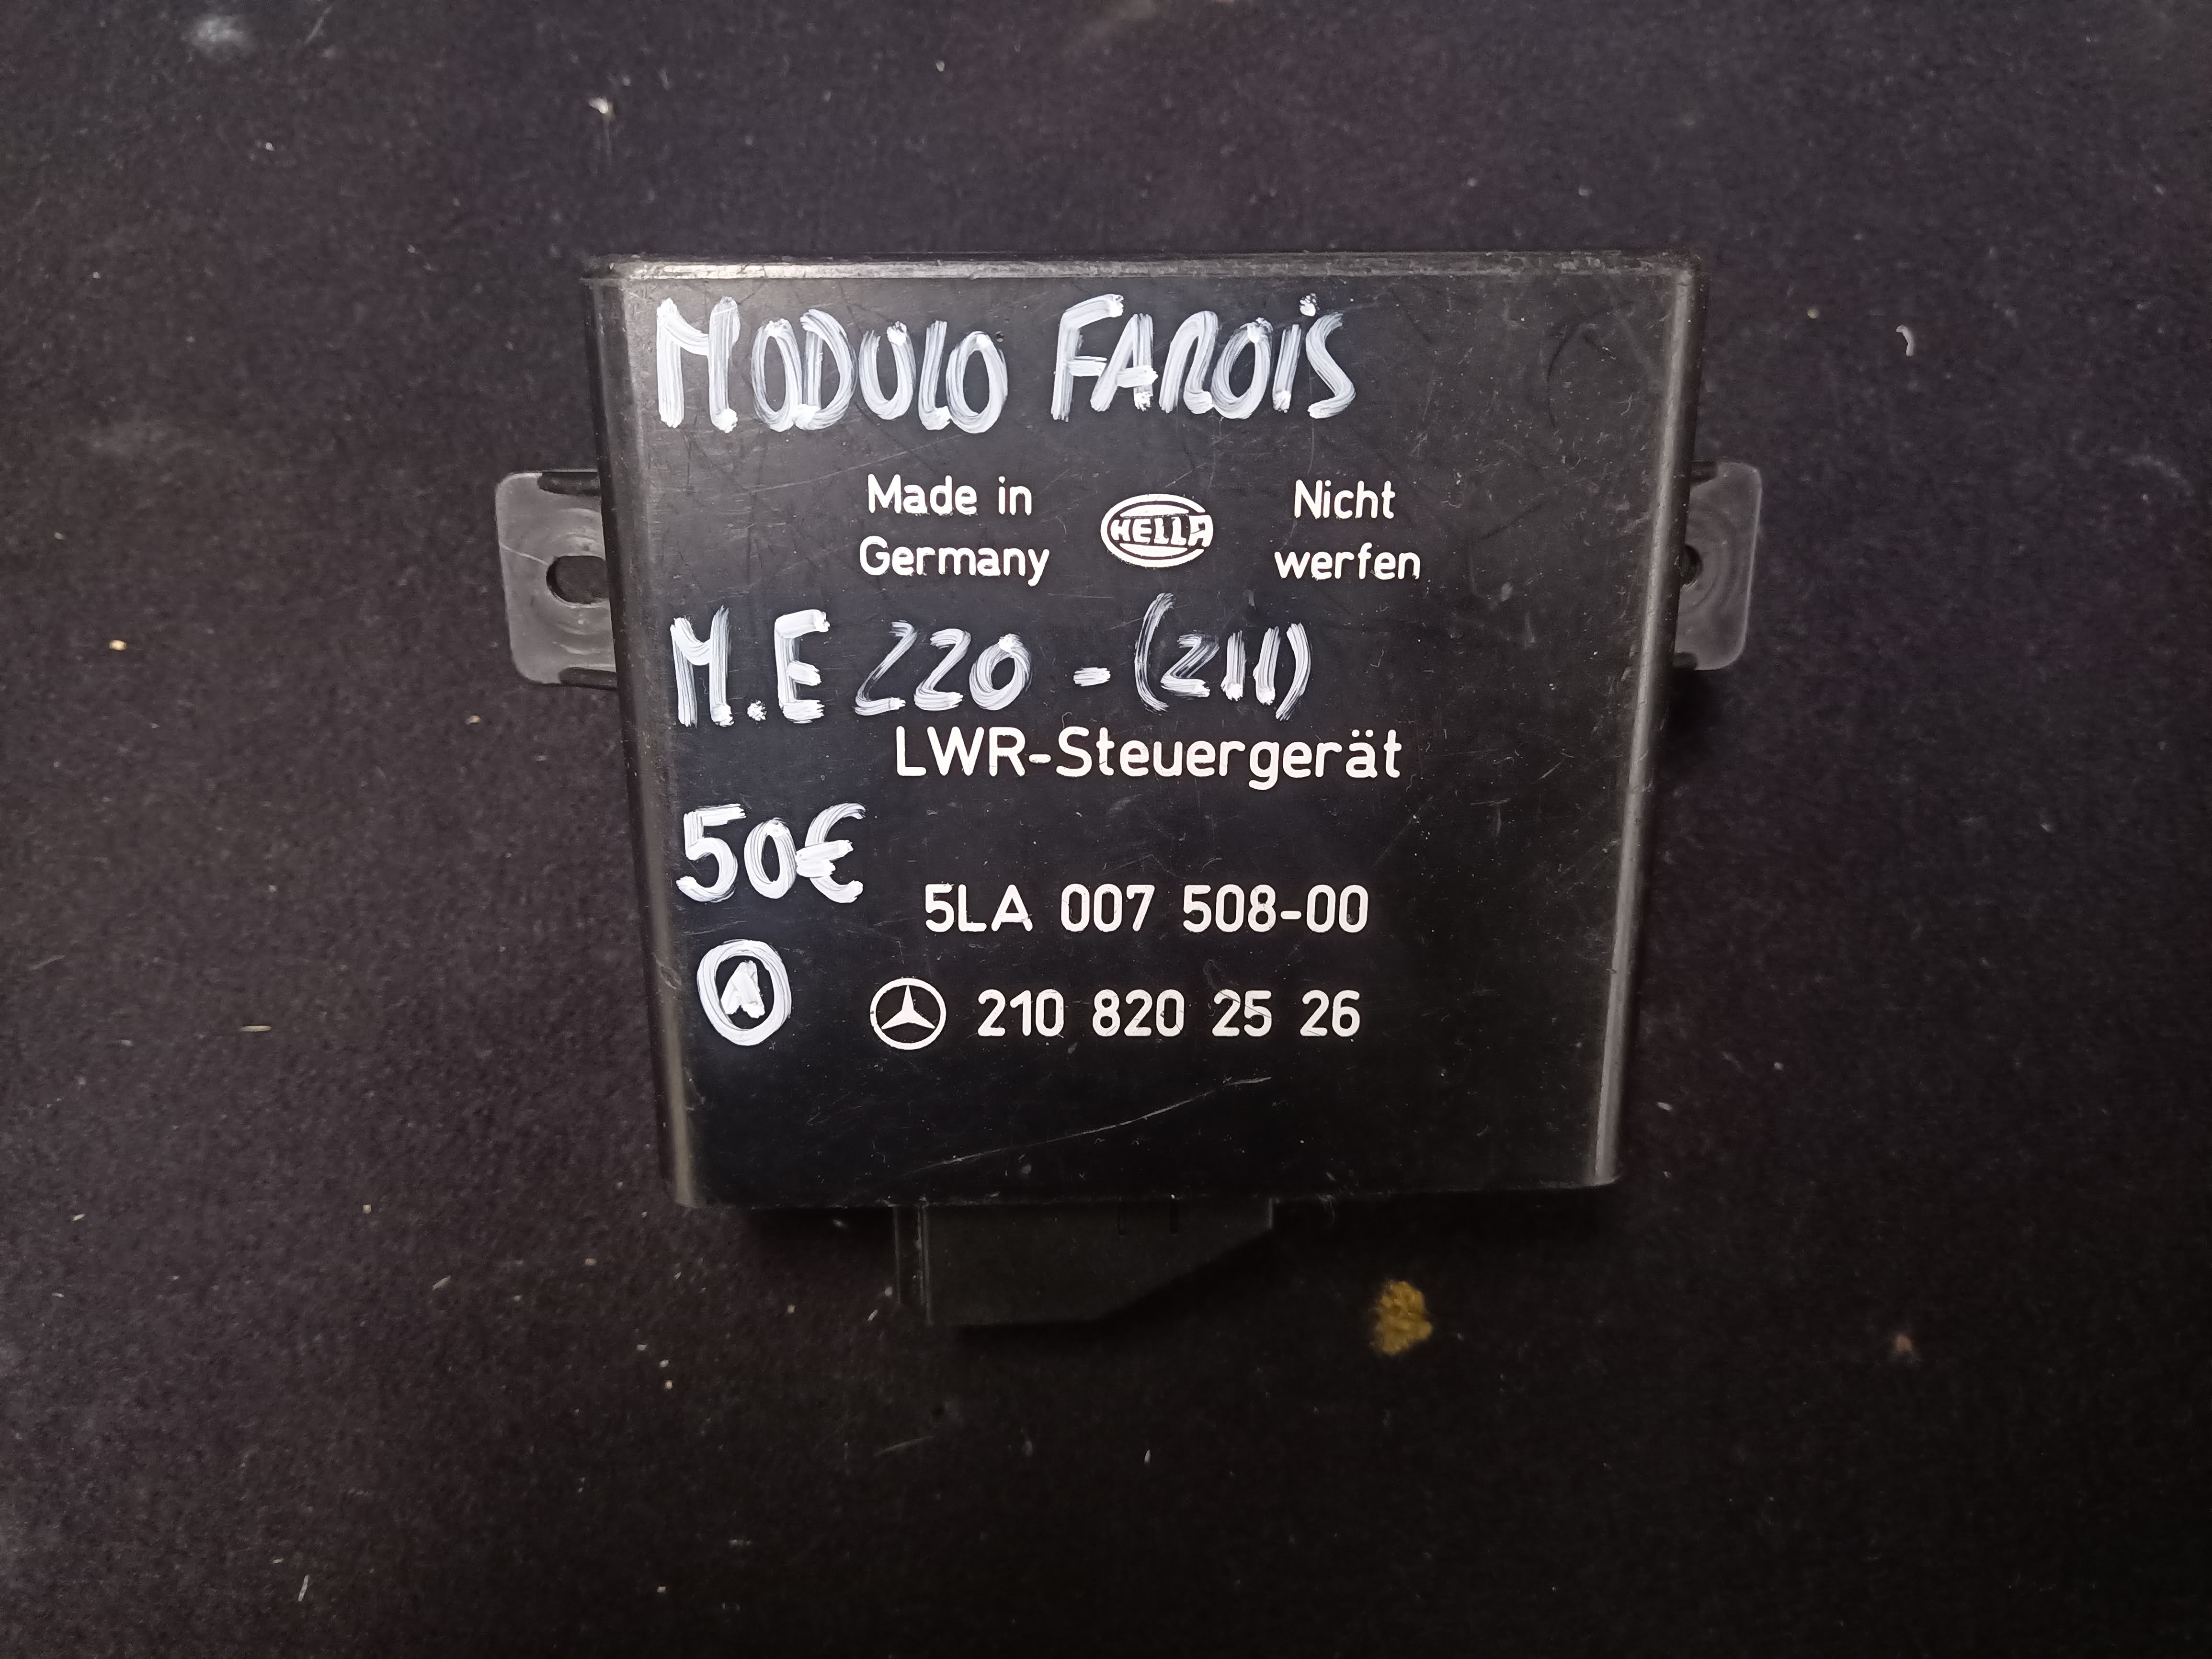 MODULO FAROIS
Made in
Germany
HELLA
Nicht
werfen
M.E 220 - (211)
LWR-Steuergerät
50€
5LA 007 508-00
A
210 820 25 26